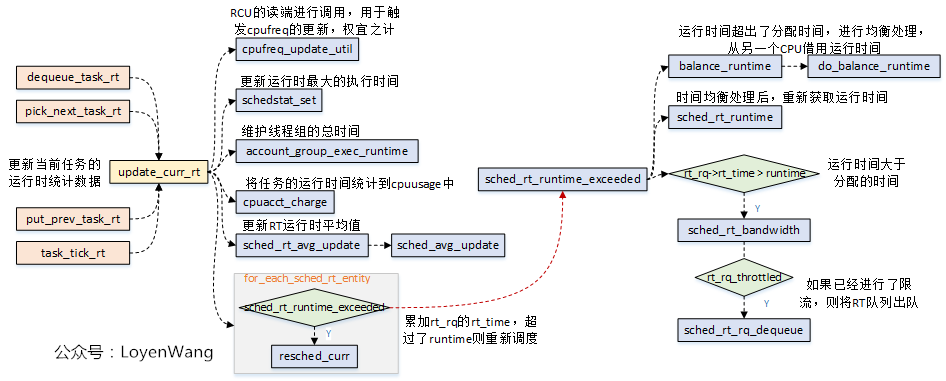 RCU的读端进行调用，用于触
发cpufreq的更新，权宜之计
cpufreq_update_util
更新运行时最大的执行时间
schedstat_set
维护线程组的总时间
account_group_exec_runtime
将任务的运行时间统计到cpuusage中
cpuacct_charge
更新RT运行时平均值
sched_rt_avg_update
sched_avg_update
dequeue_task_rt
pick_next_task_rt
更新当前任务的
运行时统计数据
update_curr_rt
put_prev_task_rt
task_tick_rt
for_each_sched_rt_entity
sched_rt_runtime_exceeded
Y
resched_curr
累加rt_rq的rt_time，超
过了runtime则重新调度
sched_rt_runtime_exceeded
运行时间超出了分配时间，进行均衡处理，
从另一个CPU借用运行时间
balance_runtime
do_balance_runtime
时间均衡处理后，重新获取运行时间
sched_rt_runtime
rt_rq->rt_time > runtime
运行时间大于
分配的时间
Y
sched_rt_bandwidth
rt_rq_throttled
如果已经进行了限
流，则将RT队列出队
Y
sched_rt_rq_dequeue
公众号：LoyenWang